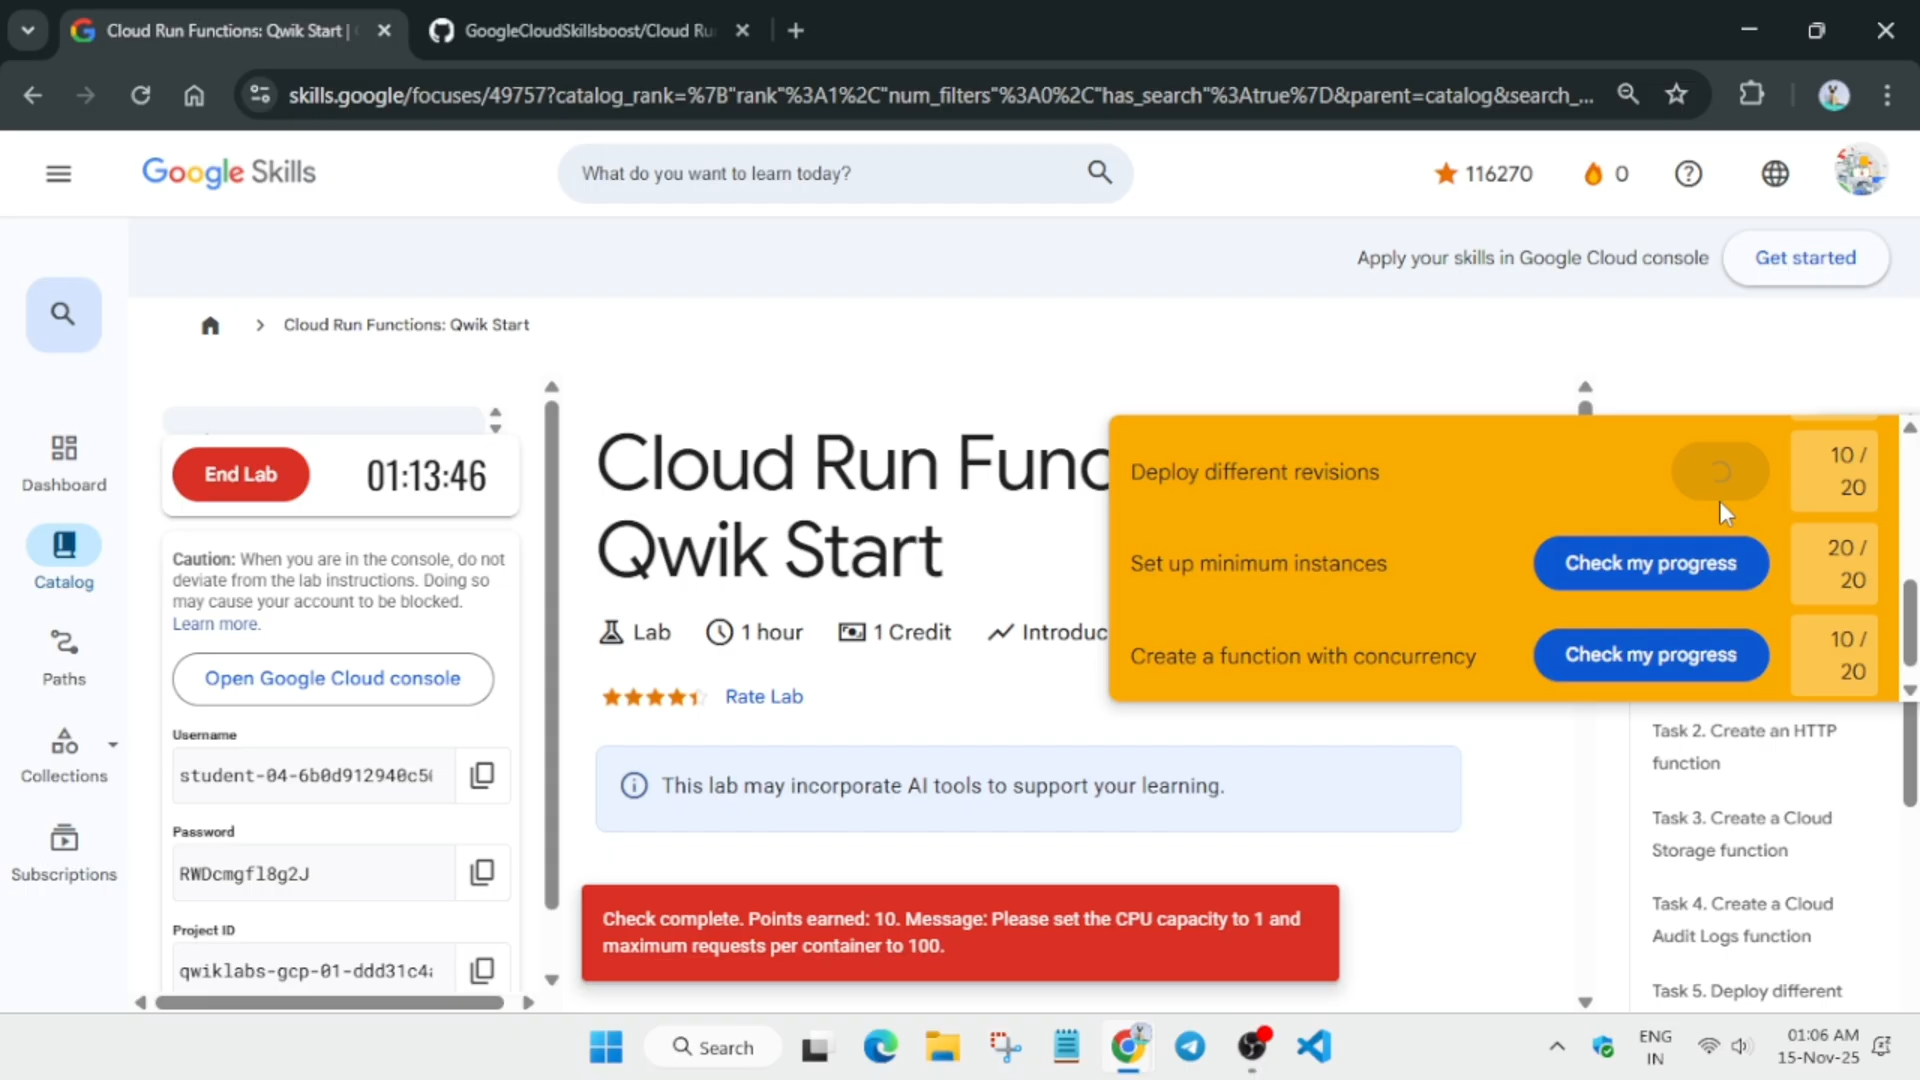 Cloud Run Functions: Qwik Start |
GoogleCloudSkillsboost/Cloud Ru
skills.google/focuses/49757?catalog_rank=%7B"rank"%3A1%2C"num_filters"%3A0%2C"has_search"%3Atrue%7D&parent=catalog&search_...
Google Skills
What do you want to learn today?
116270
0
Apply your skills in Google Cloud console
Get started
Cloud Run Functions: Qwik Start
Dashboard
Catalog
Paths
Collections
Subscriptions
End Lab
01:13:46
Caution: When you are in the console, do not
deviate from the lab instructions. Doing so
may cause your account to be blocked.
Learn more.
Open Google Cloud console
Username
student-04-6b0d912940c5
Password
RWDcmgfl8g2J
Project ID
qwiklabs-gcp-01-ddd31c4
Cloud Run Func
Qwik Start
Lab
1 hour
1 Credit
Introduc
Rate Lab
This lab may incorporate AI tools to support your learning.
Deploy different revisions
10 /
20
Set up minimum instances
Check my progress
20 /
20
Create a function with concurrency
Check my progress
10 /
20
Task 2. Create an HTTP
function
Task 3. Create a Cloud
Storage function
Task 4. Create a Cloud
Audit Logs function
Task 5. Deploy different
Check complete. Points earned: 10. Message: Please set the CPU capacity to 1 and
maximum requests per container to 100.
Search
ENG
IN
01:06 AM
15-Nov-25